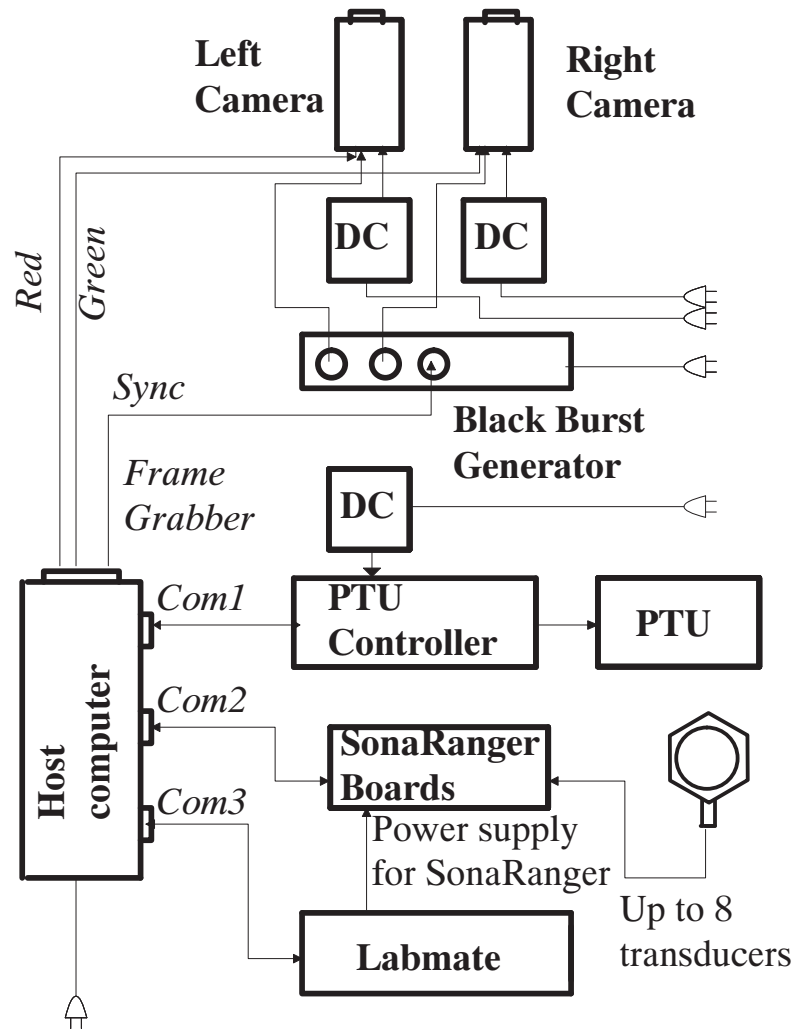 Left
Camera
Right
Camera
DC
DC
Red
Green
Sync
Black Burst
Generator
Frame
Grabber
DC
Com1
PTU
Controller
PTU
Com2
SonaRanger
Boards
Host
computer
Com3
Power supply
for SonaRanger
Up to 8
transducers
Labmate